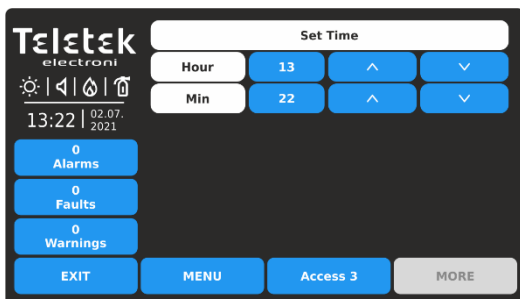 Teletek
electroni
13:22
02.07.
2021
0
Alarms
0
Faults
0
Warnings
Set Time
Hour
13
Min
22
EXIT
MENU
Access 3
MORE